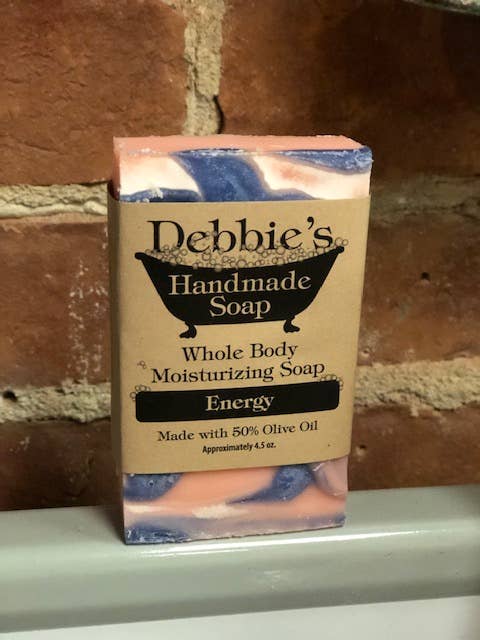 Debbie's
Handmade
Soap
Whole Body
Moisturizing Soap
Energy
Made with 50% Olive Oil
Approximately 4.5 oz.